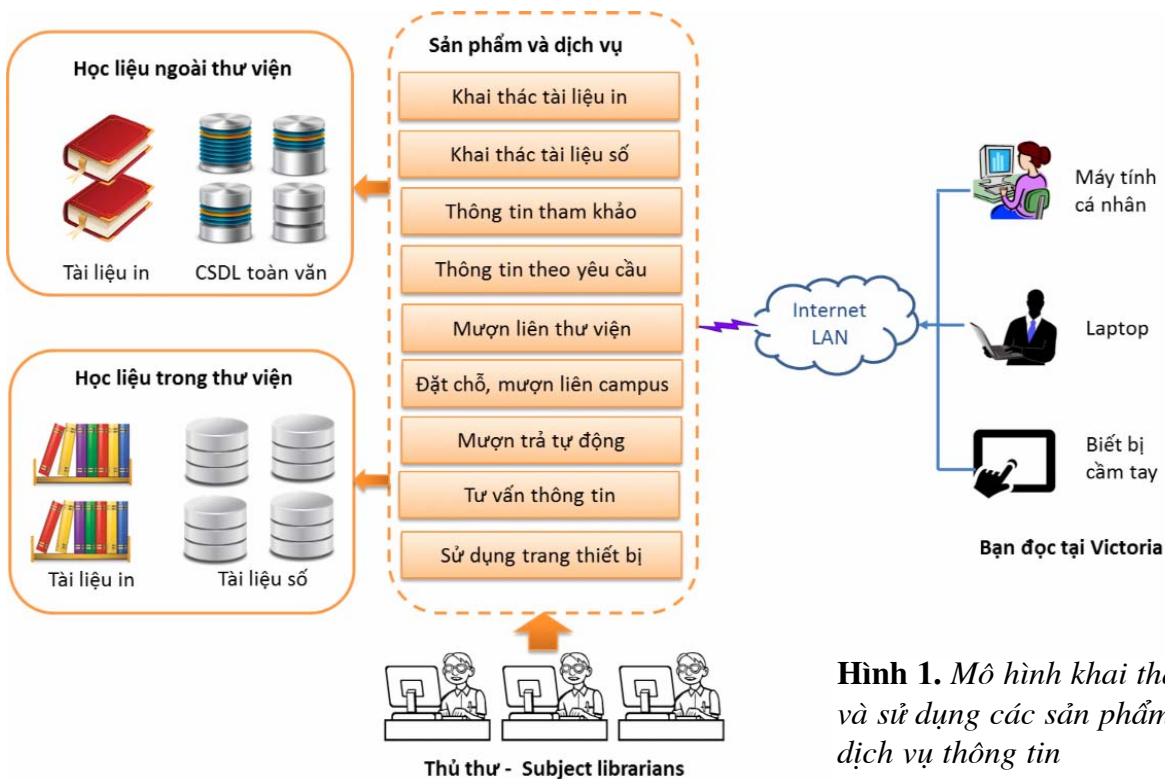 Học liệu ngoài thư viện
Tài liệu in
CSDL toàn văn
Học liệu trong thư viện
Tài liệu in
Tài liệu số
Sản phẩm và dịch vụ
Khai thác tài liệu in
Khai thác tài liệu số
Thông tin tham khảo
Thông tin theo yêu cầu
Mượn liên thư viện
Đặt chỗ, mượn liên campus
Mượn trả tự động
Tư vấn thông tin
Sử dụng trang thiết bị
Thủ thư - Subject librarians
Internet
LAN
Máy tính
cá nhân
Laptop
Biết bị
cầm tay
Bạn đọc tại Victoria
Hình 1. Mô hình khai
và sử dụng các sản phẩm
dịch vụ thông tin